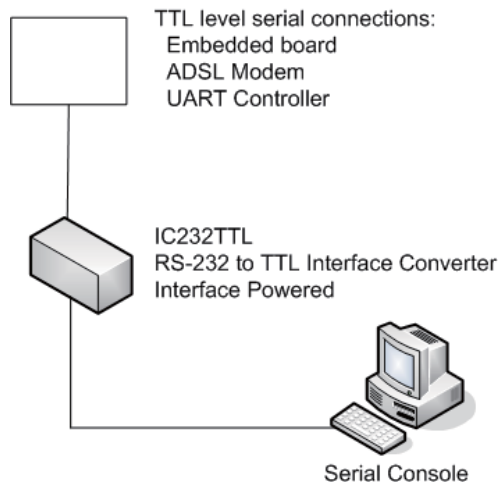 TTL level serial connections:
Embedded board
ADSL Modem
UART Controller
IC232TTL
RS-232 to TTL Interface Converter
Interface Powered
Serial Console